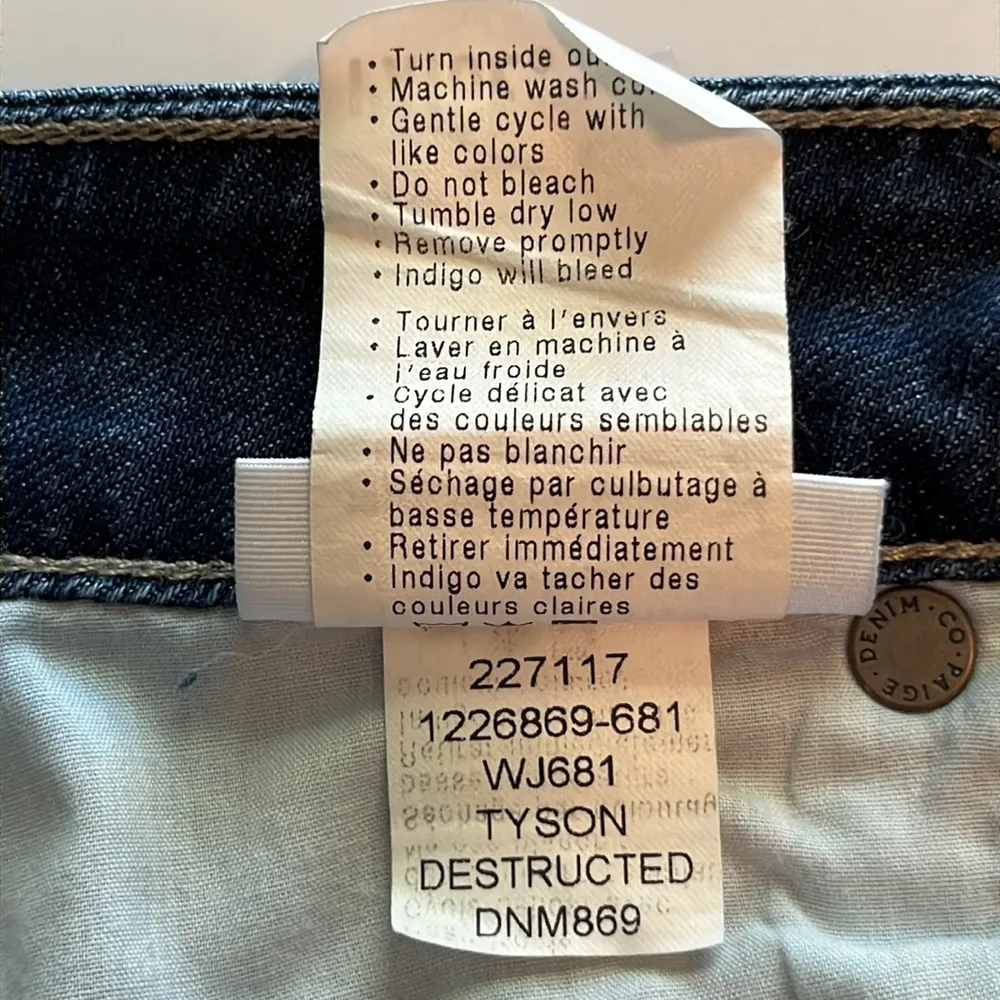 • Turn inside
• Machine wash
• Gentle cycle with
like colors
• Do not bleach
• Tumble dry low
• Remove promptly
• Indigo will bleed
• Tourner à l'envers
• Laver en machine à
l'eau froide
• Cycle délicat avec
des couleurs semblables
• Ne pas blanchir
• Séchage par culbutage à
basse température
• Retirer immédiatement
• Indigo va tacher des
couleurs claires
DENIM • CO • PAIGE •
227117
1226869-681
WJ681
TYSON
DESTRUCTED
DNM869